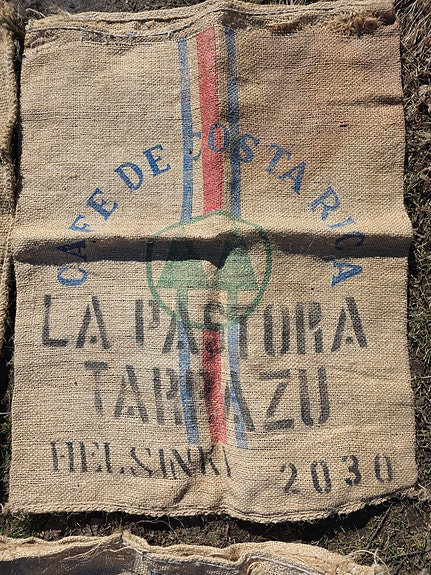 CAFE DE COSTA RICA
LA PASTORA
TARRAZU
HELSINKI 2030